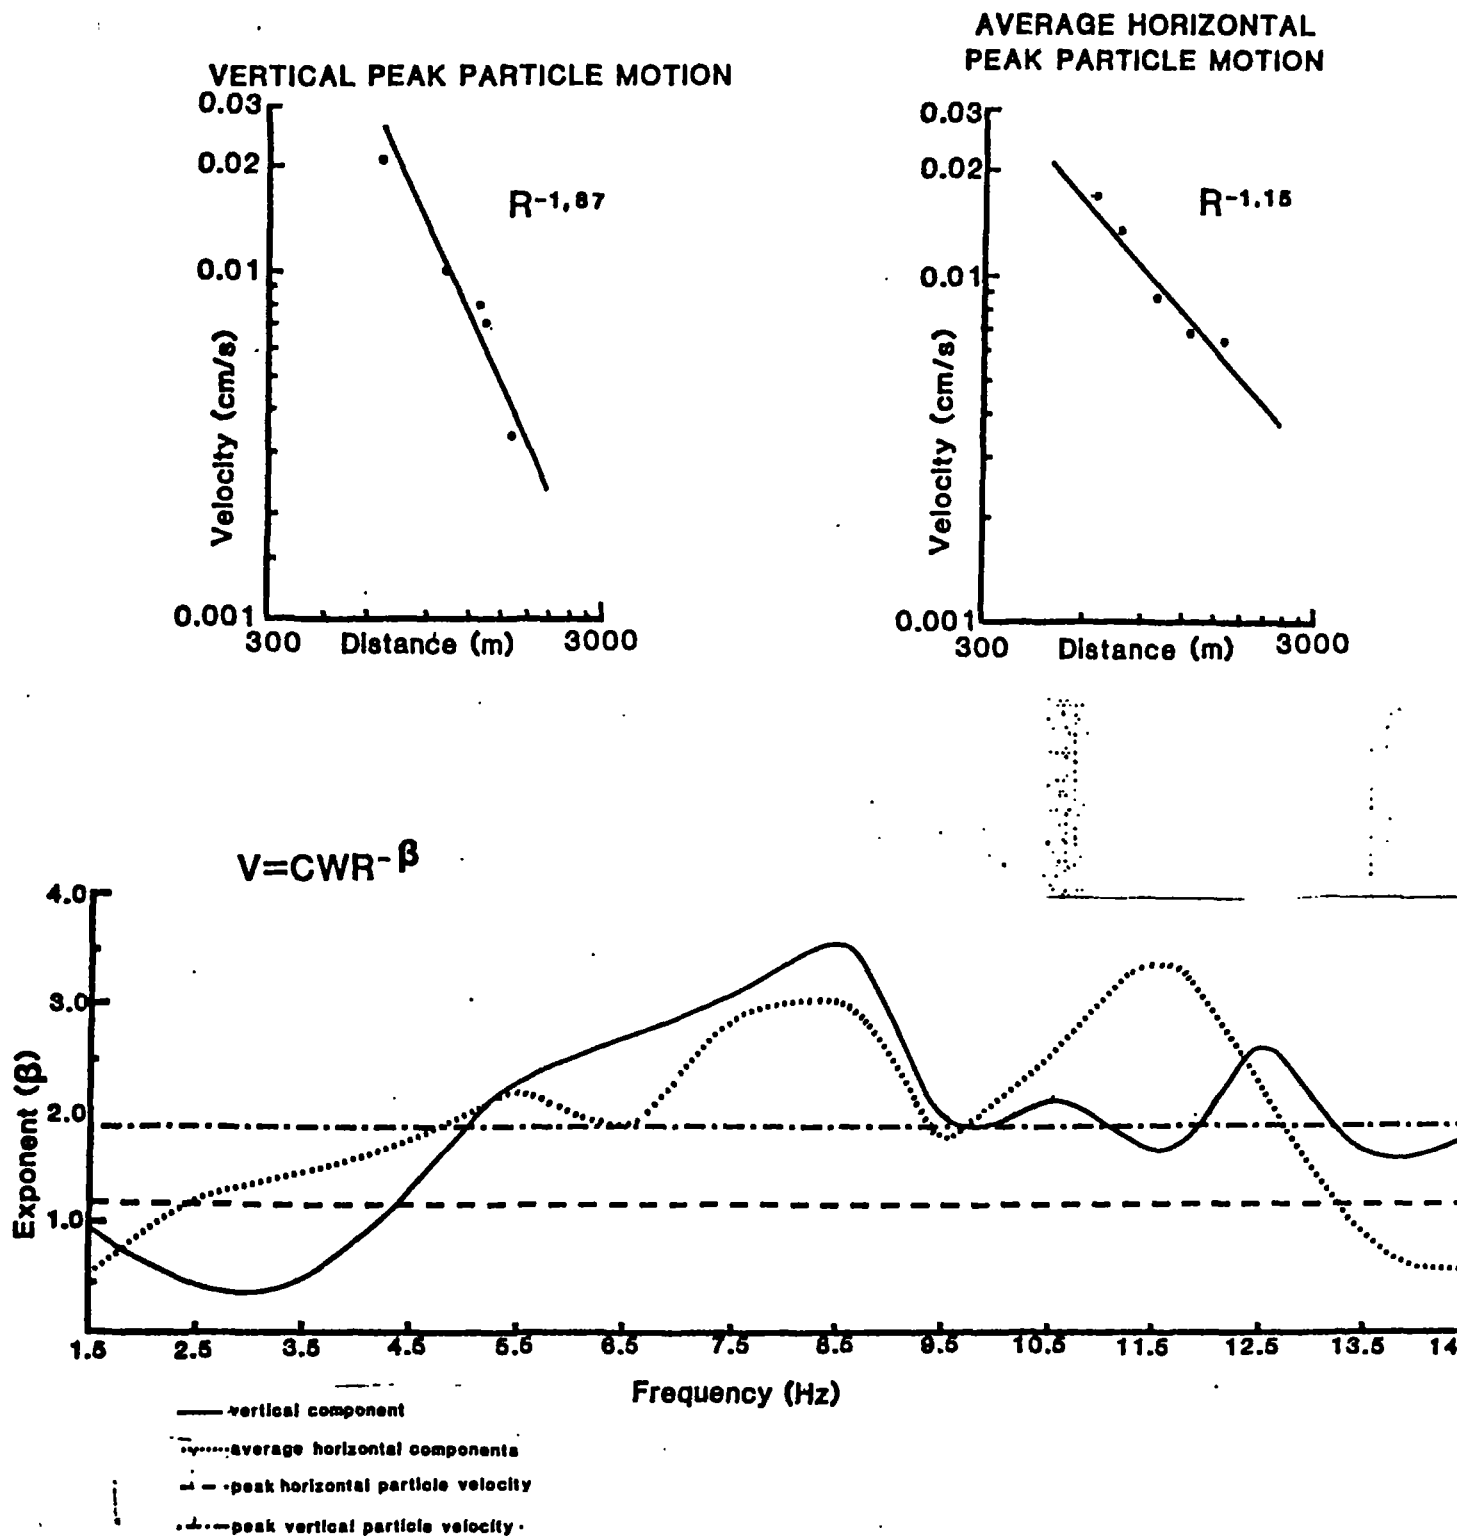 VERTICAL PEAK PARTICLE MOTION
0.03
0.02
0.01
0.001
Velocity (cm/s)
R-1.87
300
Distance (m)
3000
AVERAGE HORIZONTAL
PEAK PARTICLE MOTION
0.03
0.02
0.01
0.001
Velocity (cm/s)
R-1.15
300
Distance (m)
3000
V=CWR-β
4.0
3.0
2.0
1.0
Exponent (β)
1.5 2.5 3.5 4.5 5.5 6.5 7.5 8.5 9.5 10.5 11.5 12.5 13.5 14
Frequency (Hz)
vertical component
average horizontal components
peak horizontal particle velocity
peak vertical particle velocity